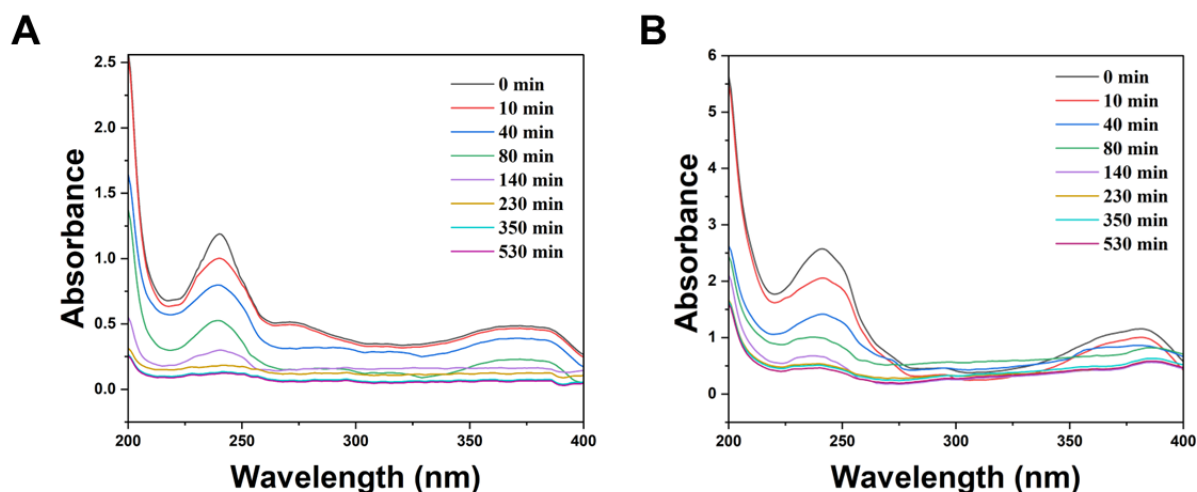 A
Absorbance
2.5
2.0
1.5
1.0
0.5
0.0
200
250
300
350
400
Wavelength (nm)
0 min
10 min
40 min
80 min
140 min
230 min
350 min
530 min
B
Absorbance
6
5
4
3
2
1
0
200
250
300
350
400
Wavelength (nm)
0 min
10 min
40 min
80 min
140 min
230 min
350 min
530 min